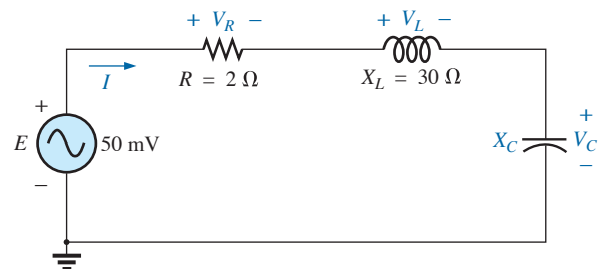 + V_R −
+ V_L −
I
R = 2 Ω
X_L = 30 Ω
+
E
50 mV
−
X_C
+
V_C
−